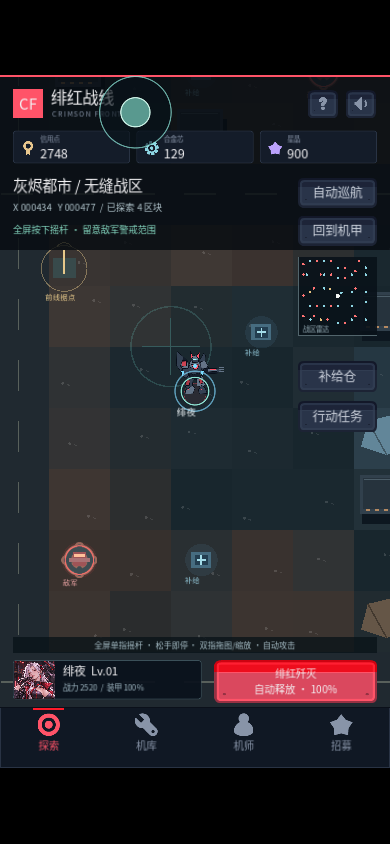 CF
绯红战线
CRIMSON FRON
?
信用点
2748
合金芯
129
星晶
900
灰烬都市 / 无缝战区
X 000434 Y 000477 / 已探索 4 区块
全屏按下摇杆 · 留意敌军警戒范围
自动巡航
回到机甲
前线据点
战区雷达
补给
补给仓
绯夜
行动任务
敌军
补给
全屏单指摇杆 · 松手即停 · 双指拖图/缩放 · 自动攻击
绯夜 Lv.01
战力 2520 / 装甲 100%
绯红歼灭
自动释放 · 100%
探索
机库
机师
招募